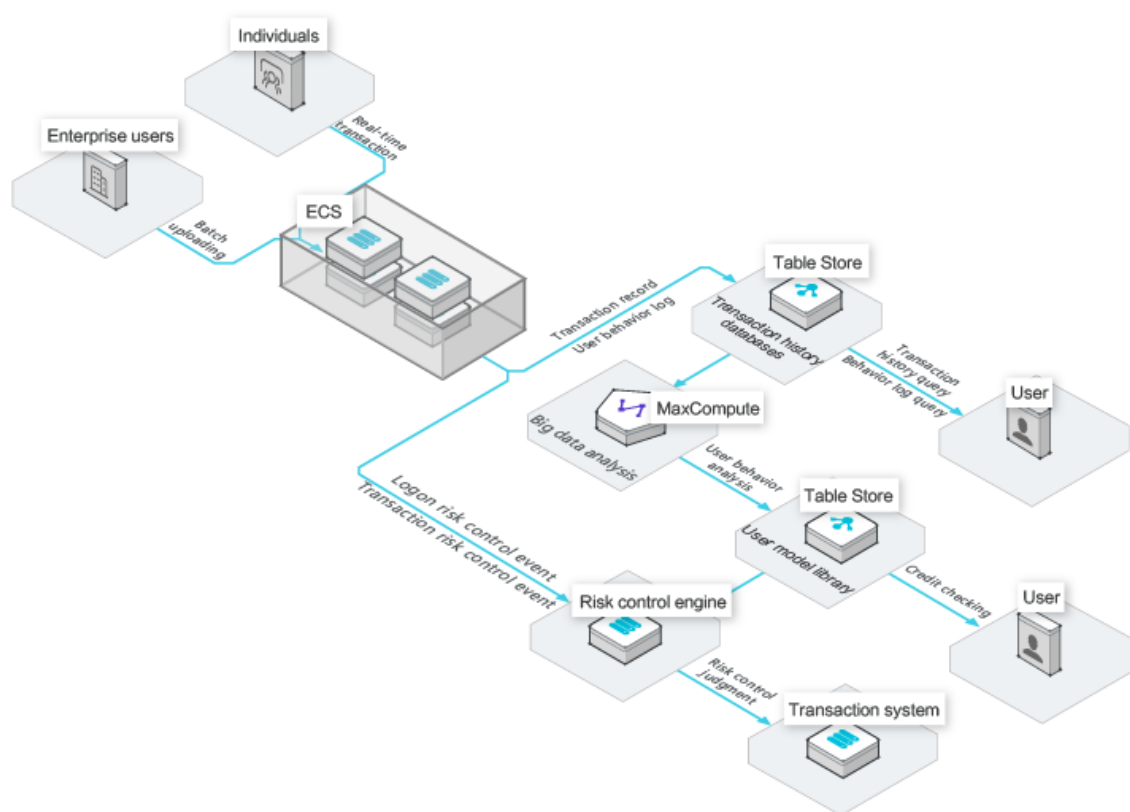 Individuals
Real-time
transaction
Enterprise users
Batch
uploading
ECS
Transaction record
User behavior log
Table Store
Transaction history
databases
Transaction
history query
Behavior log query
User
MaxCompute
Big data analysis
User behavior
analysis
Table Store
User model library
Credit checking
User
Logon risk control event
Transaction risk control event
Risk control engine
Risk control
judgment
Transaction system